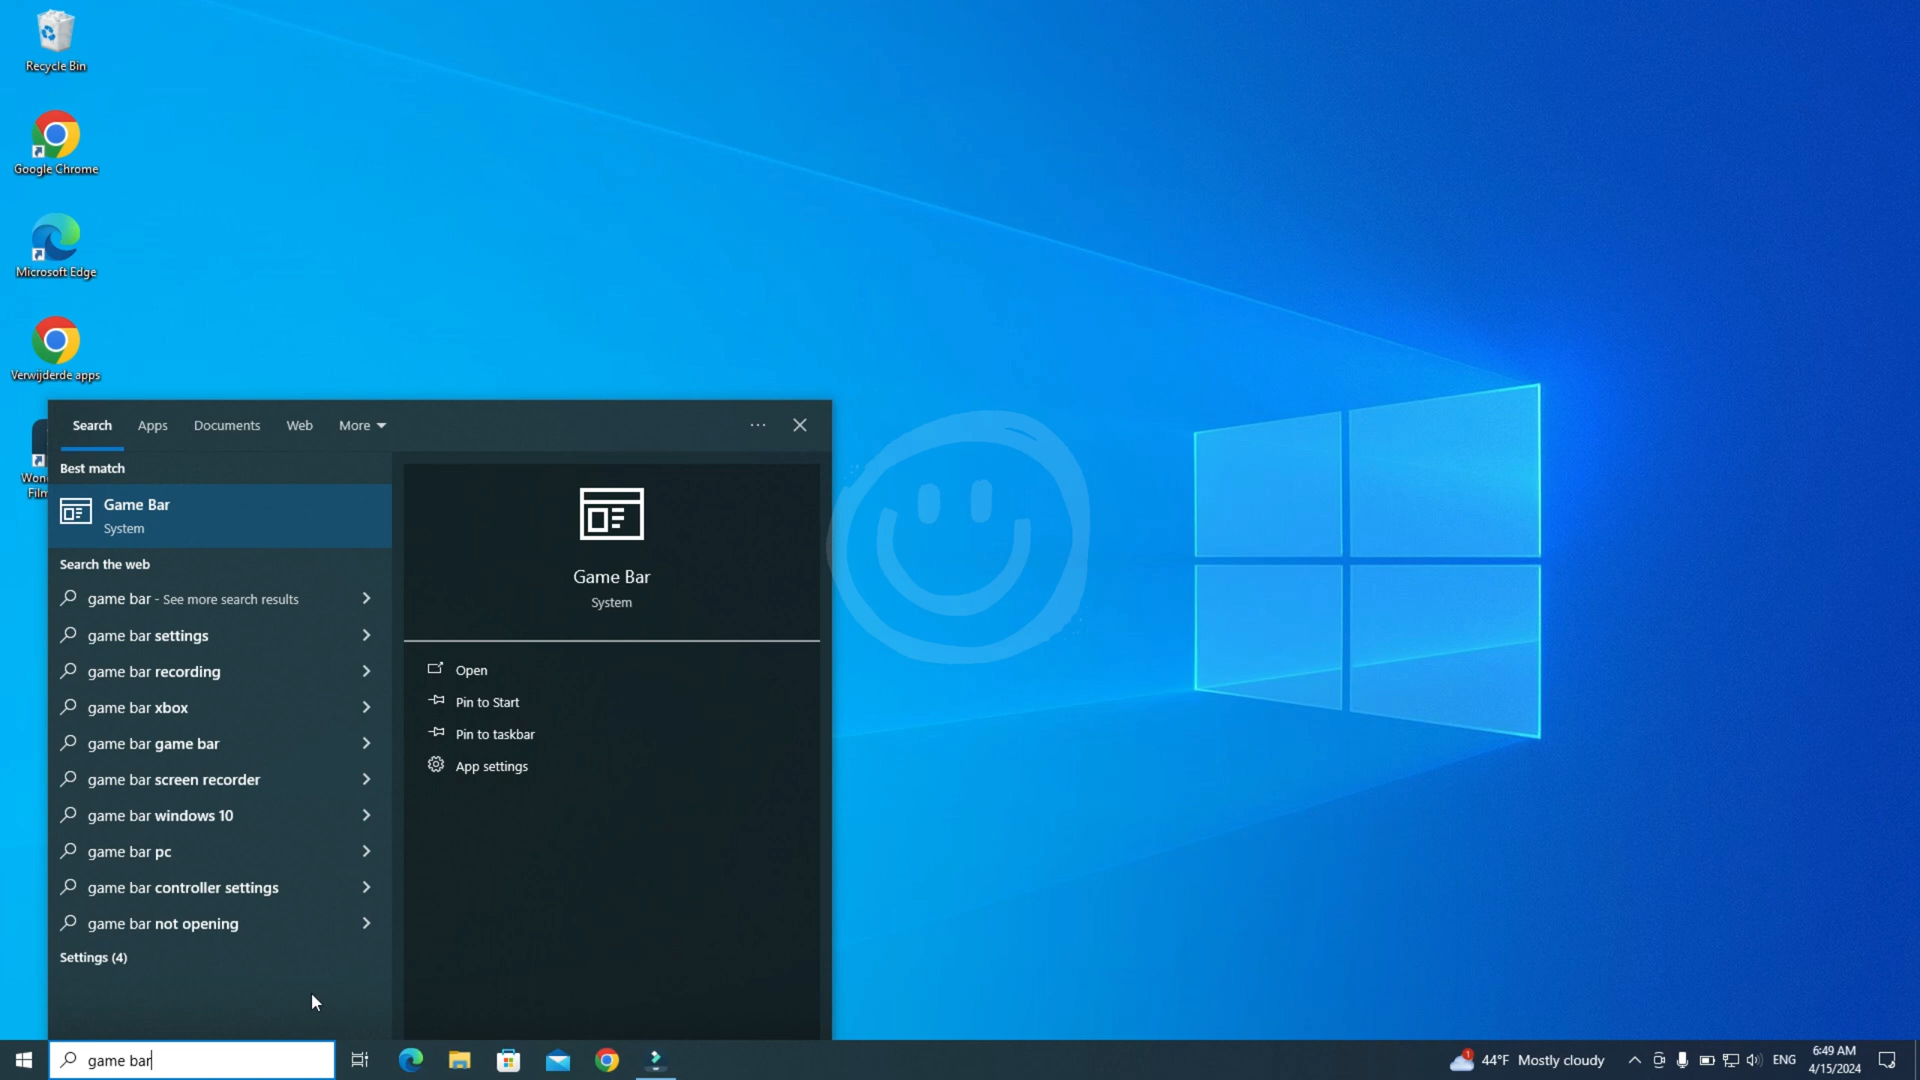 Recycle Bin
Google Chrome
Microsoft Edge
Verwijderde apps
Search Apps Documents Web More
Best match
Game Bar
System
Search the web
game bar - See more search results
game bar settings
game bar recording
game bar xbox
game bar game bar
game bar screen recorder
game bar windows 10
game bar pc
game bar controller settings
game bar not opening
Settings (4)
Game Bar
System
Open
Pin to Start
Pin to taskbar
App settings
game bar
1
44°F Mostly cloudy
ENG
6:49 AM
4/15/2024